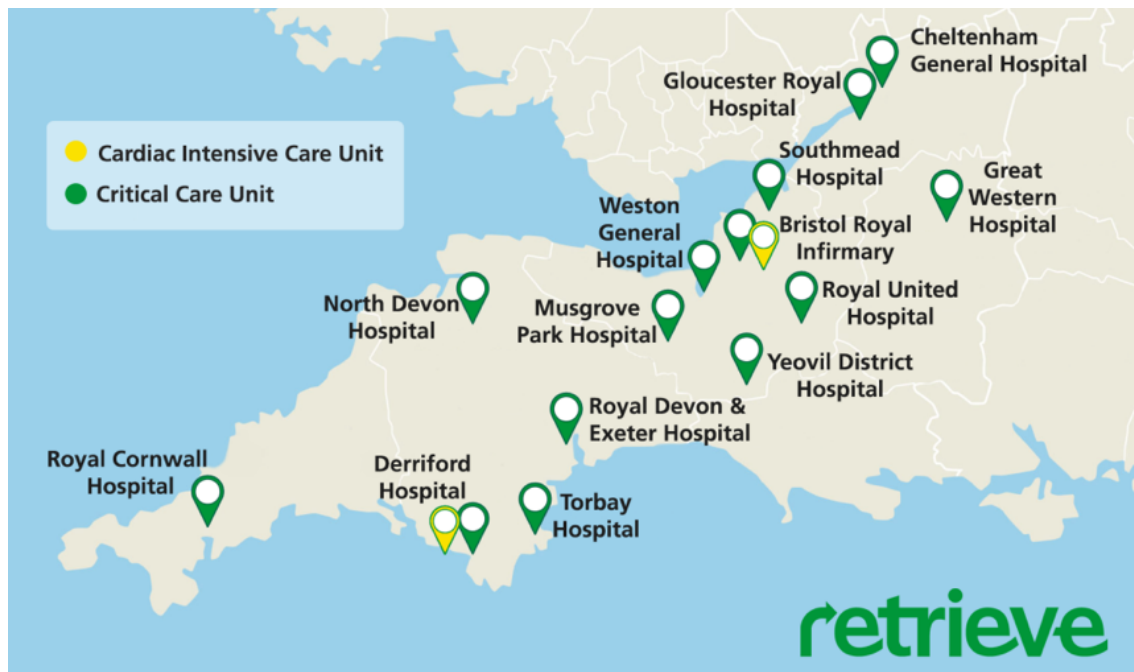 Cheltenham
General Hospital
Gloucester Royal
Hospital
Cardiac Intensive Care Unit
Critical Care Unit
Southmead
Hospital
Great
Western
Hospital
Weston
General
Hospital
Bristol Royal
Infirmary
North Devon
Hospital
Musgrove
Park Hospital
Royal United
Hospital
Yeovil District
Hospital
Royal Devon &
Exeter Hospital
Royal Cornwall
Hospital
Derriford
Hospital
Torbay
Hospital
retrieve